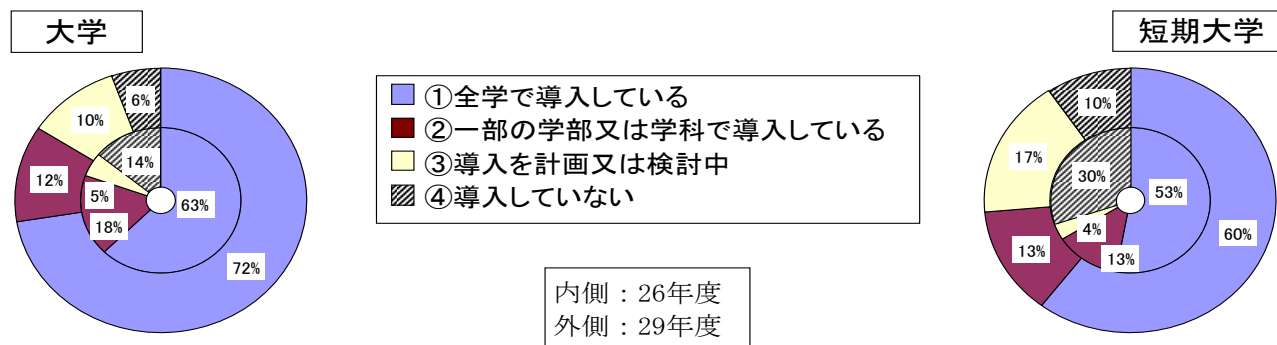 大学
6%
10%
14%
12%
5%
63%
18%
72%
①全学で導入している
②一部の学部又は学科で導入している
③導入を計画又は検討中
④導入していない
内側：26年度
外側：29年度
短期大学
10%
17%
30%
53%
4%
60%
13%
13%